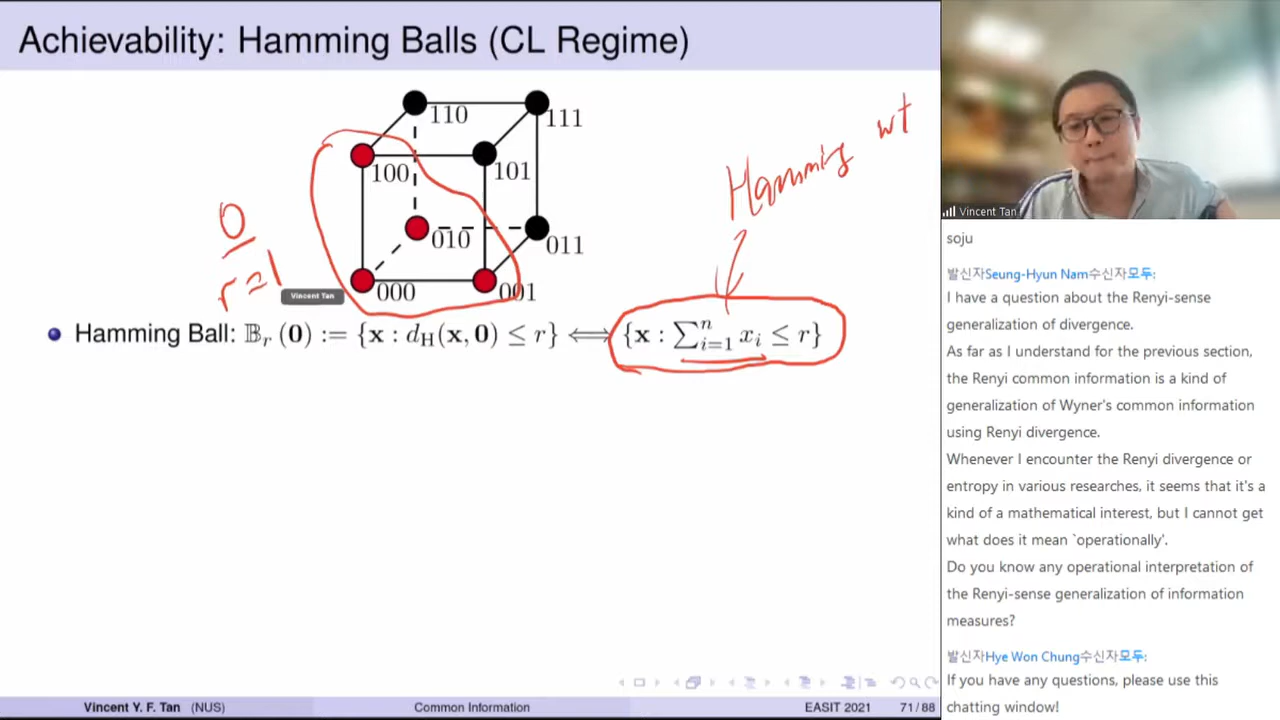 Achievability: Hamming Balls (CL Regime)
110
111
100
101
010
011
000
001
0
r=1
Hamming wt
Vincent Tan
Hamming Ball: 𝔹ᵣ (𝟎) := {𝐱 : d_H(𝐱, 𝟎) ≤ r} ⟺ {𝐱 : ∑ⁿᵢ₌₁ xᵢ ≤ r}
Vincent Y. F. Tan (NUS)
Common Information
EASIT 2021
71 / 88
Vincent Tan
soju
발신자Seung-Hyun Nam수신자모두:
I have a question about the Renyi-sense
generalization of divergence.
As far as I understand for the previous section,
the Renyi common information is a kind of
generalization of Wyner's common information
using Renyi divergence.
Whenever I encounter the Renyi divergence or
entropy in various researches, it seems that it's a
kind of a mathematical interest, but I cannot get
what does it mean `operationally'.
Do you know any operational interpretation of
the Renyi-sense generalization of information
measures?
발신자Hye Won Chung수신자모두:
If you have any questions, please use this
chatting window!